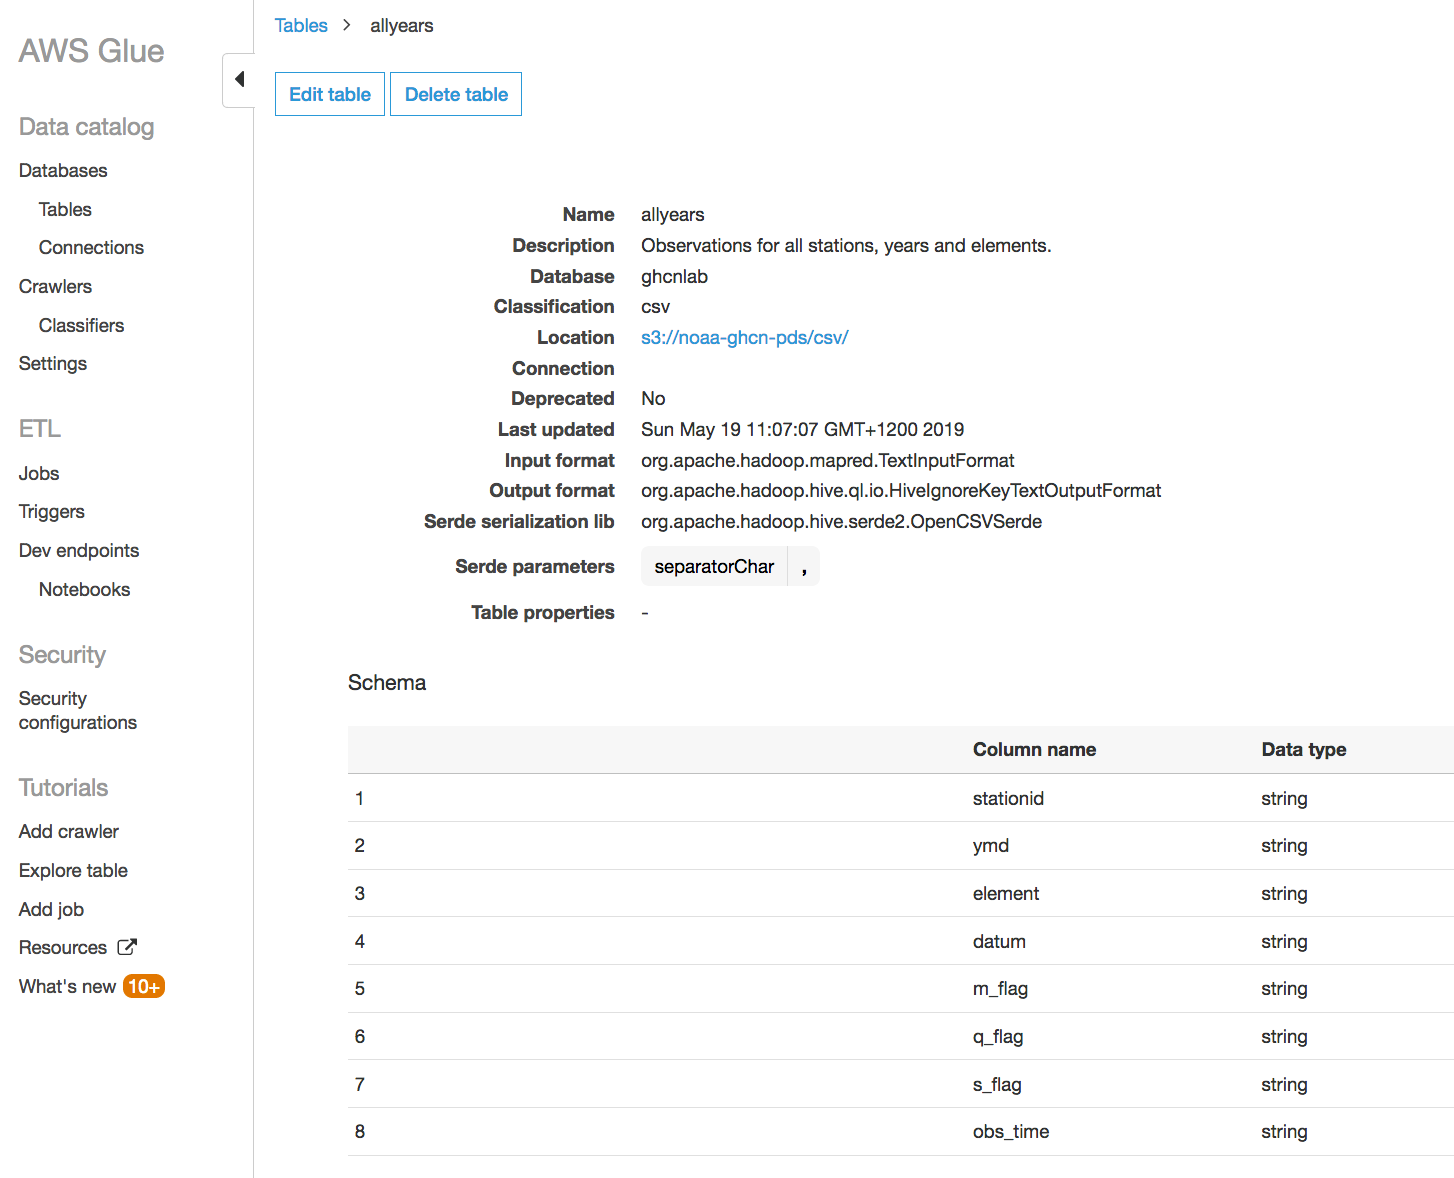 AWS Glue
Data catalog
Databases
Tables
Connections
Crawlers
Classifiers
Settings
ETL
Jobs
Triggers
Dev endpoints
Notebooks
Security
Security
configurations
Tutorials
Add crawler
Explore table
Add job
Resources
What's new 10+
Tables > allyears
Edit table Delete table
Name allyears
Description Observations for all stations, years and elements.
Database ghcnlab
Classification csv
Location s3://noaa-ghcn-pds/csv/
Connection
Deprecated No
Last updated Sun May 19 11:07:07 GMT+1200 2019
Input format org.apache.hadoop.mapred.TextInputFormat
Output format org.apache.hadoop.hive.ql.io.HiveIgnoreKeyTextOutputFormat
Serde serialization lib org.apache.hadoop.hive.serde2.OpenCSVSerde
Serde parameters separatorChar ,
Table properties -
Schema
Column name Data type
1 stationid string
2 ymd string
3 element string
4 datum string
5 m_flag string
6 q_flag string
7 s_flag string
8 obs_time string